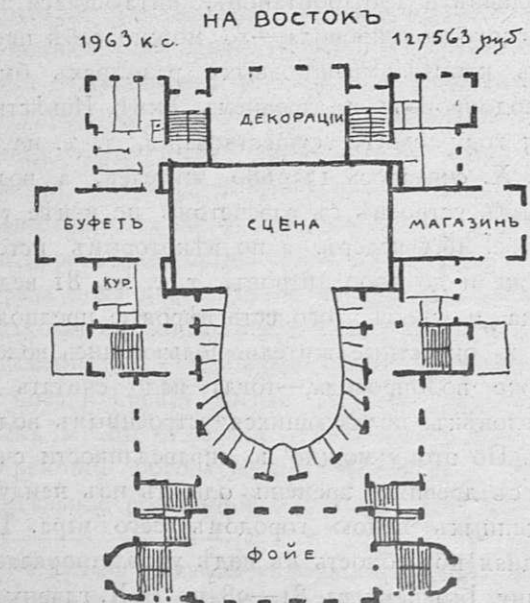 НА ВОСТОКЪ
1963 к.с. 127563 руб
ДЕКОРАЦІИ
БУФЕТЪ СЦЕНА МАГАЗИНЪ
КУР.
ФОЙЕ